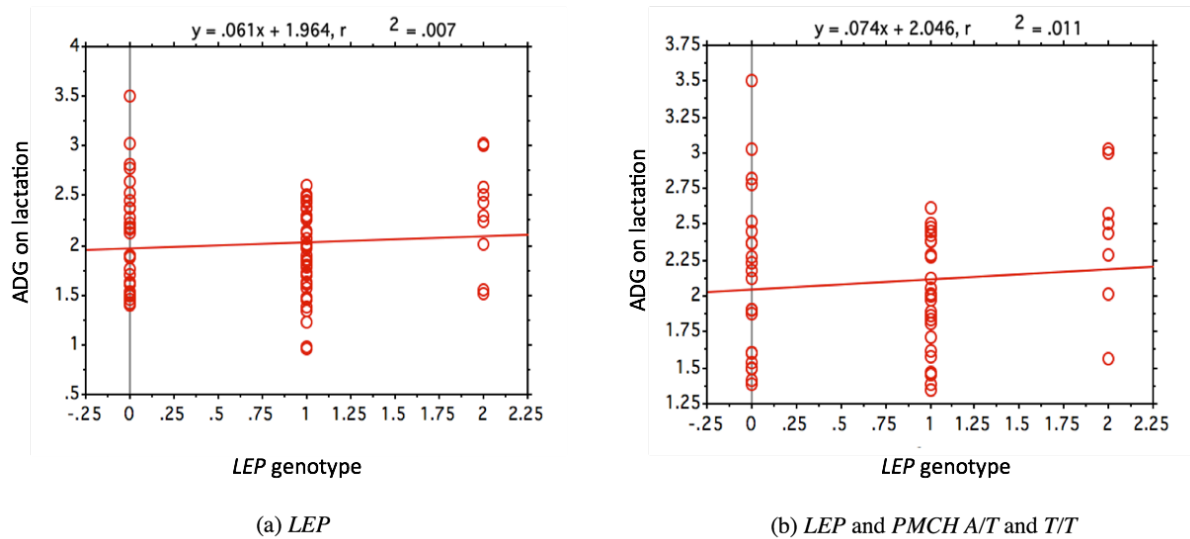 y = .061x + 1.964, r 2 = .007
4
3.5
3
2.5
2
1.5
1
.5
-.25 0 .25 .5 .75 1 1.25 1.5 1.75 2 2.25
ADG on lactation
LEP genotype
(a) LEP
y = .074x + 2.046, r 2 = .011
3.75
3.5
3.25
3
2.75
2.5
2.25
2
1.75
1.5
1.25
-.25 0 .25 .5 .75 1 1.25 1.5 1.75 2 2.25
ADG on lactation
LEP genotype
(b) LEP and PMCH A/T and T/T